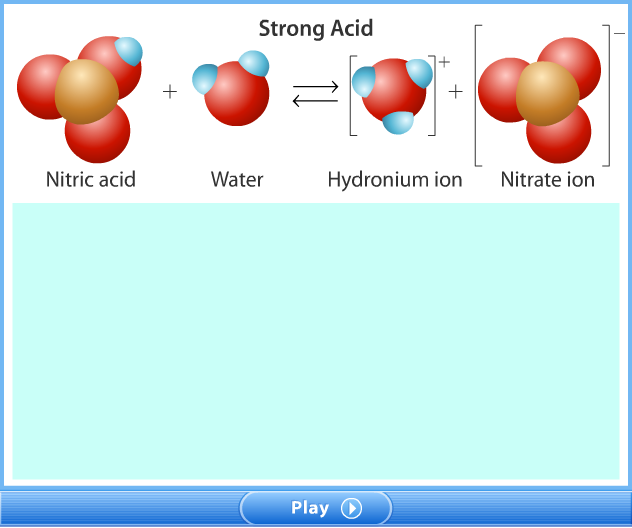 Strong Acid
+ + + −
Nitric acid Water Hydronium ion Nitrate ion
Play